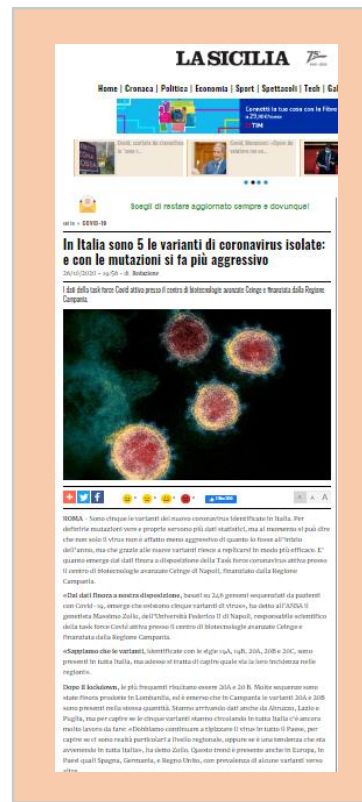 LA SICILIA 75
Home | Cronaca | Politica | Economia | Sport | Spettacoli | Tech | Gal
Connetti la tua casa con la Fibra
a 29,90€/mese
TIM
Scegli di restare aggiornato sempre e dovunque!
COVID-19
In Italia sono 5 le varianti di coronavirus isolate:
e con le mutazioni si fa più aggressivo
26/10/2020 - 19:56 - di Redazione
I dati della task force Covid attiva presso il centro di biotecnologie avanzate Ceinge e finanziata dalla Regione
Campania.
A A A
ROMA - Sono cinque le varianti del nuovo coronavirus identificate in Italia. Per
definirle mutazioni vere e proprie servono più dati statistici, ma al momento si può dire
che non solo il virus non è affatto meno aggressivo di quanto lo fosse all'inizio
dell'anno, ma che grazie alle nuove varianti riesce a replicarsi in modo più efficace. E'
quanto emerge dai dati finora a disposizione della Task force coronavirus attiva presso
il centro di biotecnologie avanzate Ceinge di Napoli, finanziato dalla Regione
Campania.
«Dai dati finora a nostra disposizione, basati su 246 genomi sequenziati da pazienti
con Covid-19, emerge che esistono cinque varianti di virus», ha detto all'ANSA il
genetista Massimo Zollo, dell'Università Federico II di Napoli, responsabile scientifico
della task force Covid attiva presso il centro di biotecnologie avanzate Ceinge e
finanziata dalla Regione Campania.
«Sappiamo che le varianti, identificate con le sigle 19A, 19B, 20A, 20B e 20C, sono
presenti in tutta Italia, ma adesso si tratta di capire quale sia la loro incidenza nelle
regioni».
Dopo il lockdown, le più frequenti risultano essere 20A e 20 B. Molte sequenze sono
state finora prodotte in Lombardia, ed è emerso che in Campania le varianti 20A e 20B
sono presenti nella stessa quantità. Stanno arrivando dati anche da Abruzzo, Lazio e
Puglia, ma per capire se le cinque varianti stanno circolando in tutta Italia c'è ancora
molto lavoro da fare: «Dobbiamo continuare a tipizzare il virus in tutto il Paese, per
capire se ci sono realtà particolari a livello regionale, oppure se è una tendenza che sta
avvenendo in tutta Italia», ha detto Zollo. Questo trend è presente anche in Europa, in
Paesi quali Spagna, Germania, e Regno Unito, con prevalenza di alcune varianti verso
altre